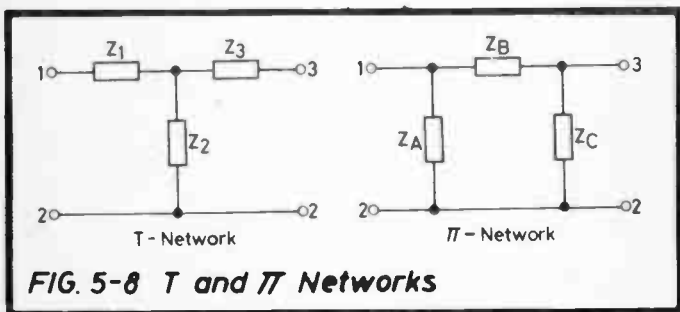 Z1 Z3 ZB
1 3 1 3
Z2 ZA ZC
2 2 2 2
T-Network π-Network
FIG. 5-8 T and π Networks